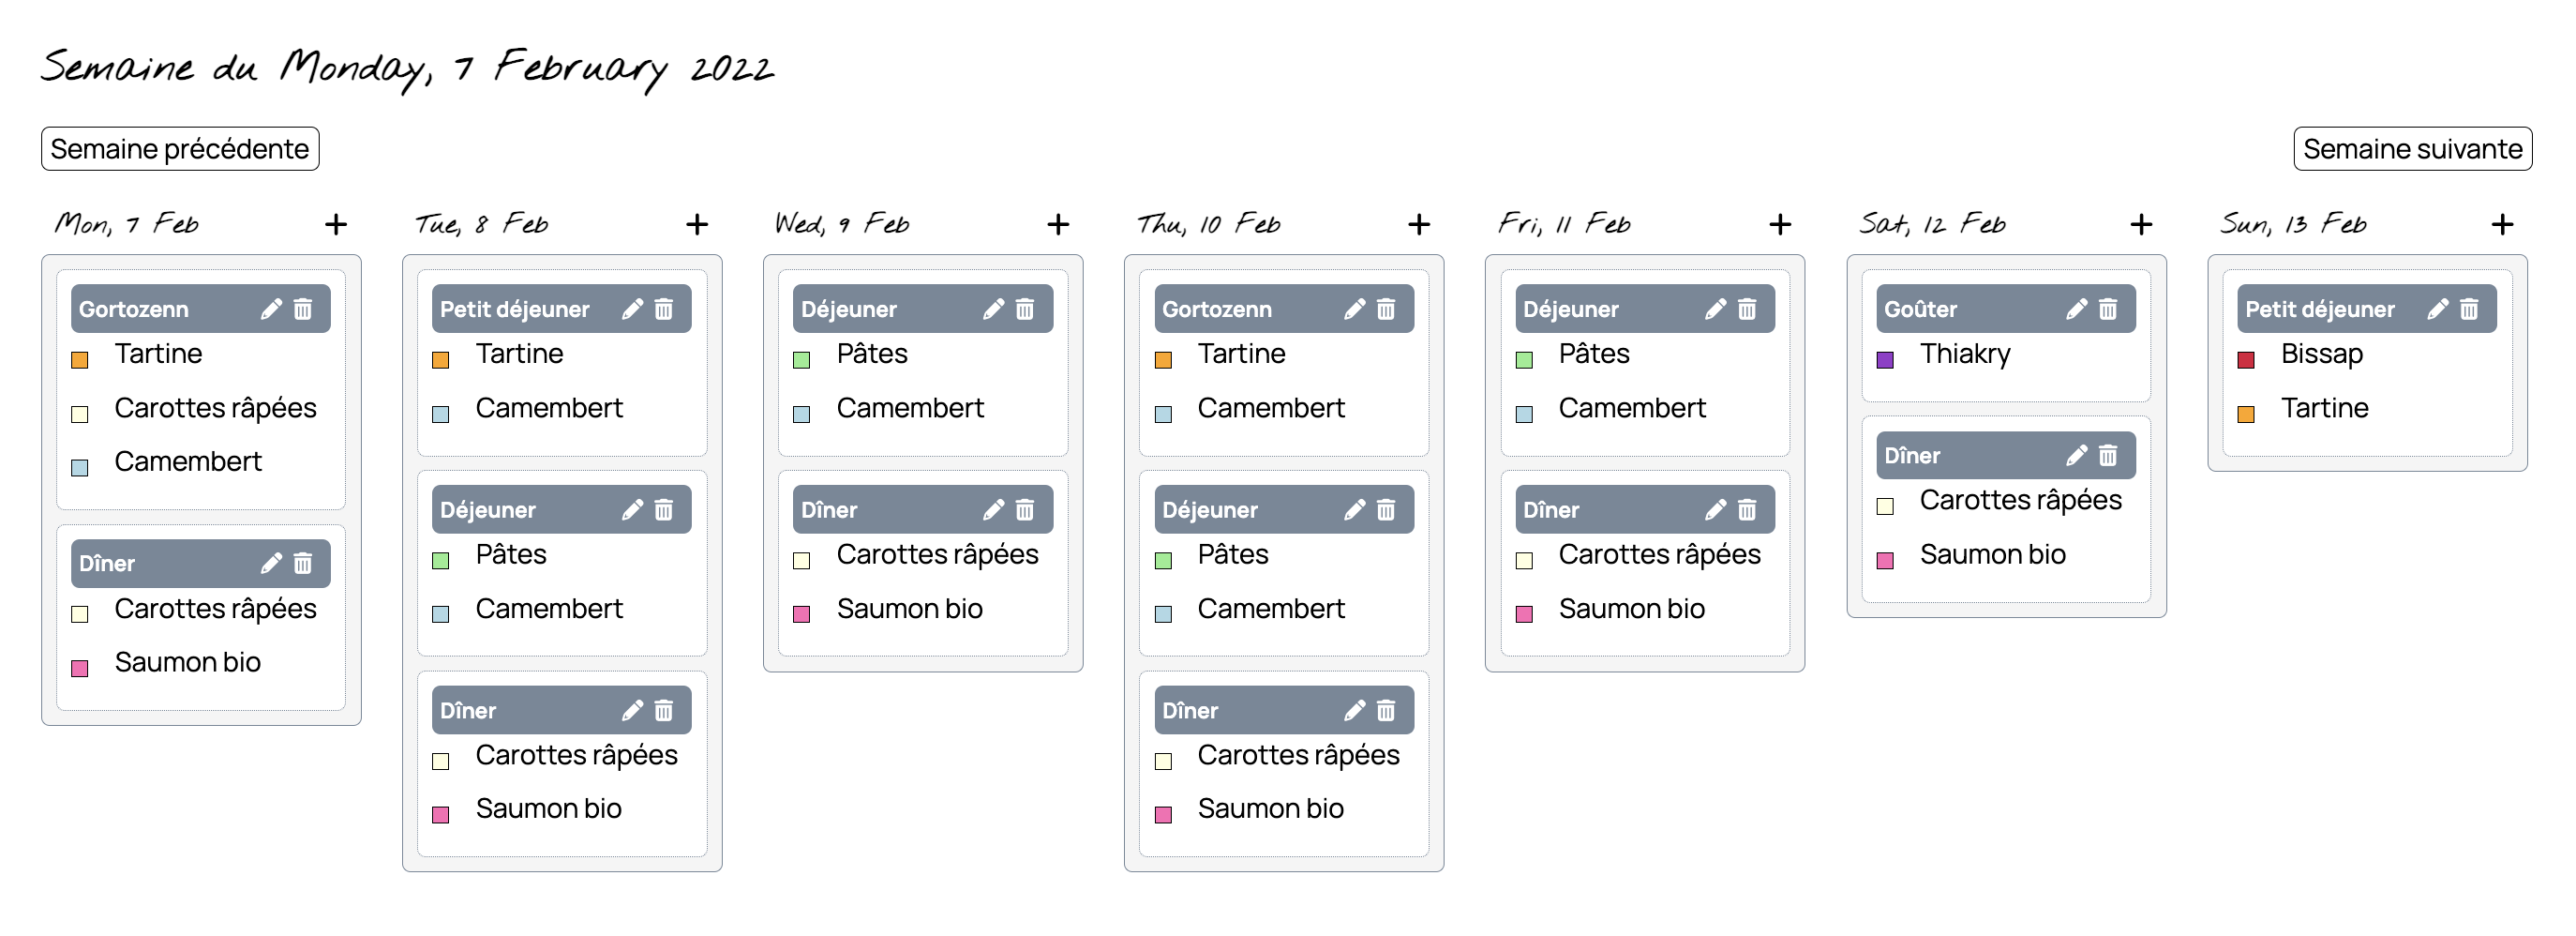 Semaine du Monday, 7 February 2022
Semaine précédente
Semaine suivante
Mon, 7 Feb
Gortozenn
Tartine
Carottes râpées
Camembert
Dîner
Carottes râpées
Saumon bio
Tue, 8 Feb
Petit déjeuner
Tartine
Camembert
Déjeuner
Pâtes
Camembert
Dîner
Carottes râpées
Saumon bio
Wed, 9 Feb
Déjeuner
Pâtes
Camembert
Dîner
Carottes râpées
Saumon bio
Thu, 10 Feb
Gortozenn
Tartine
Camembert
Déjeuner
Pâtes
Camembert
Dîner
Carottes râpées
Saumon bio
Fri, 11 Feb
Déjeuner
Pâtes
Camembert
Dîner
Carottes râpées
Saumon bio
Sat, 12 Feb
Goûter
Thiakry
Dîner
Carottes râpées
Saumon bio
Sun, 13 Feb
Petit déjeuner
Bissap
Tartine